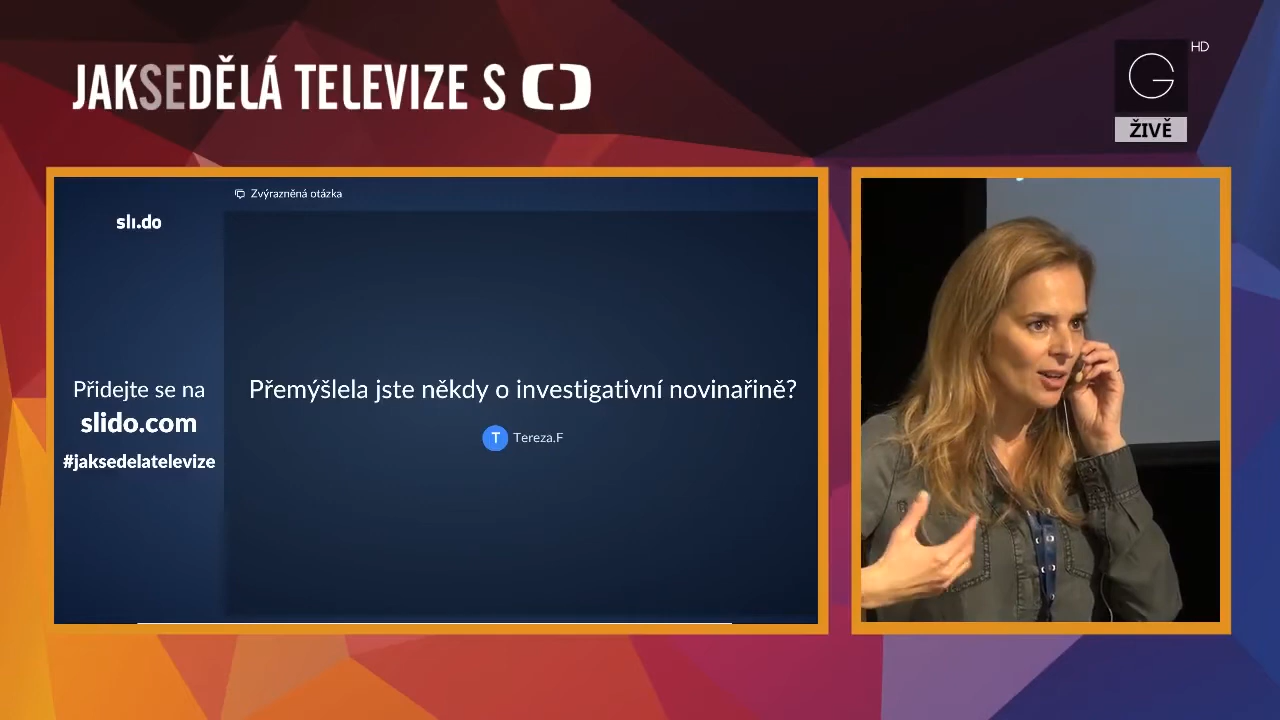 JAKSEDĚLÁ TELEVIZE S
HD
G
ŽIVĚ
Zvýrazněná otázka
sli.do
Přidejte se na
slido.com
#jaksedelatelevize
Přemýšlela jste někdy o investigativní novinařině?
T Tereza.F